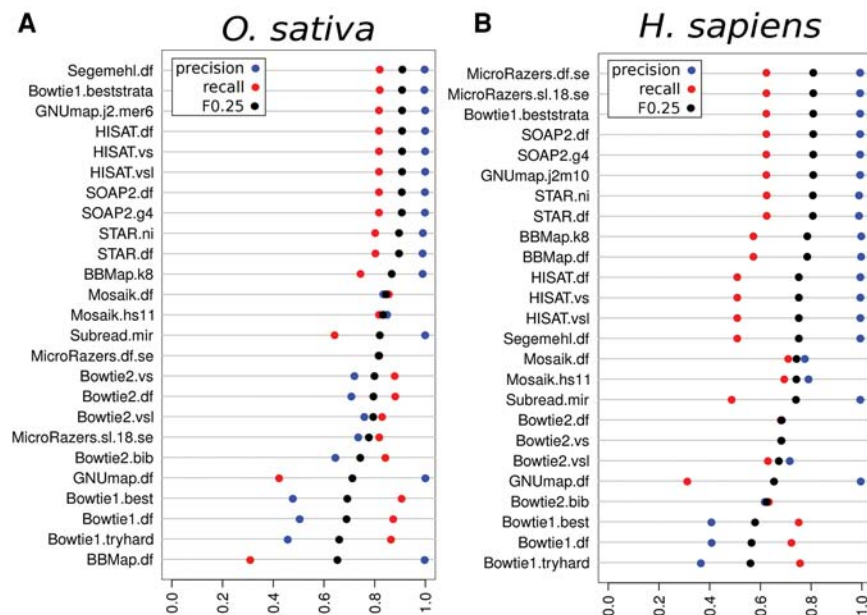 A
O. sativa
precision
recall
F0.25
Segemehl.df
Bowtie1.beststrata
GNUmap.j2.mer6
HISAT.df
HISAT.vs
HISAT.vsl
SOAP2.df
SOAP2.g4
STAR.ni
STAR.df
BBMap.k8
Mosaik.df
Mosaik.hs11
Subread.mir
MicroRazers.df.se
Bowtie2.vs
Bowtie2.df
Bowtie2.vsl
MicroRazers.sl.18.se
Bowtie2.bib
GNUmap.df
Bowtie1.best
Bowtie1.df
Bowtie1.tryhard
BBMap.df
0.0 0.2 0.4 0.6 0.8 1.0
B
H. sapiens
precision
recall
F0.25
MicroRazers.df.se
MicroRazers.sl.18.se
Bowtie1.beststrata
SOAP2.df
SOAP2.g4
GNUmap.j2m10
STAR.ni
STAR.df
BBMap.k8
BBMap.df
HISAT.df
HISAT.vs
HISAT.vsl
Segemehl.df
Mosaik.df
Mosaik.hs11
Subread.mir
Bowtie2.df
Bowtie2.vs
Bowtie2.vsl
GNUmap.df
Bowtie2.bib
Bowtie1.best
Bowtie1.df
Bowtie1.tryhard
0.0 0.2 0.4 0.6 0.8 1.0